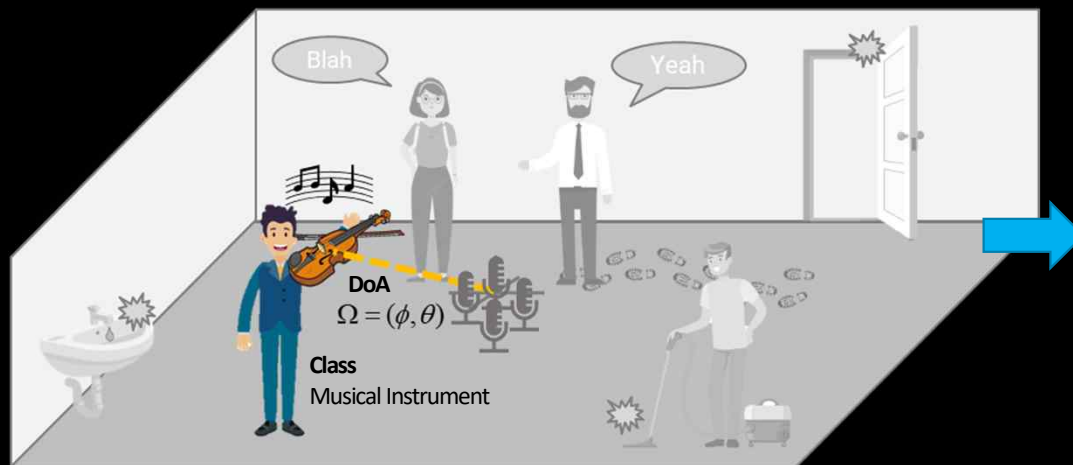 Blah
Yeah
DoA
Ω = (ϕ, θ)
Class
Musical Instrument